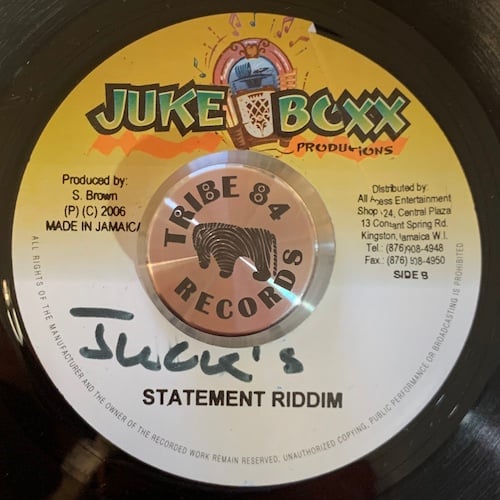 JUKE BOXX
PRODUCTIONS
Produced by:
S. Brown
(P) (C) 2006
MADE IN JAMAICA
Distributed by:
All Access Entertainment
Shop 24, Central Plaza
13 Constant Spring Rd.
Kingston, Jamaica W.I.
Tel.: (876)908-4948
Fax.: (876) 908-4950
SIDE B
TRIBE 84
RECORDS
STATEMENT RIDDIM
ALL RIGHTS OF THE MANUFACTURER AND THE OWNER OF THE RECORDED WORK REMAIN RESERVED. UNAUTHORIZED COPYING, PUBLIC PERFORMANCE OR BROADCASTING IS PROHIBITED